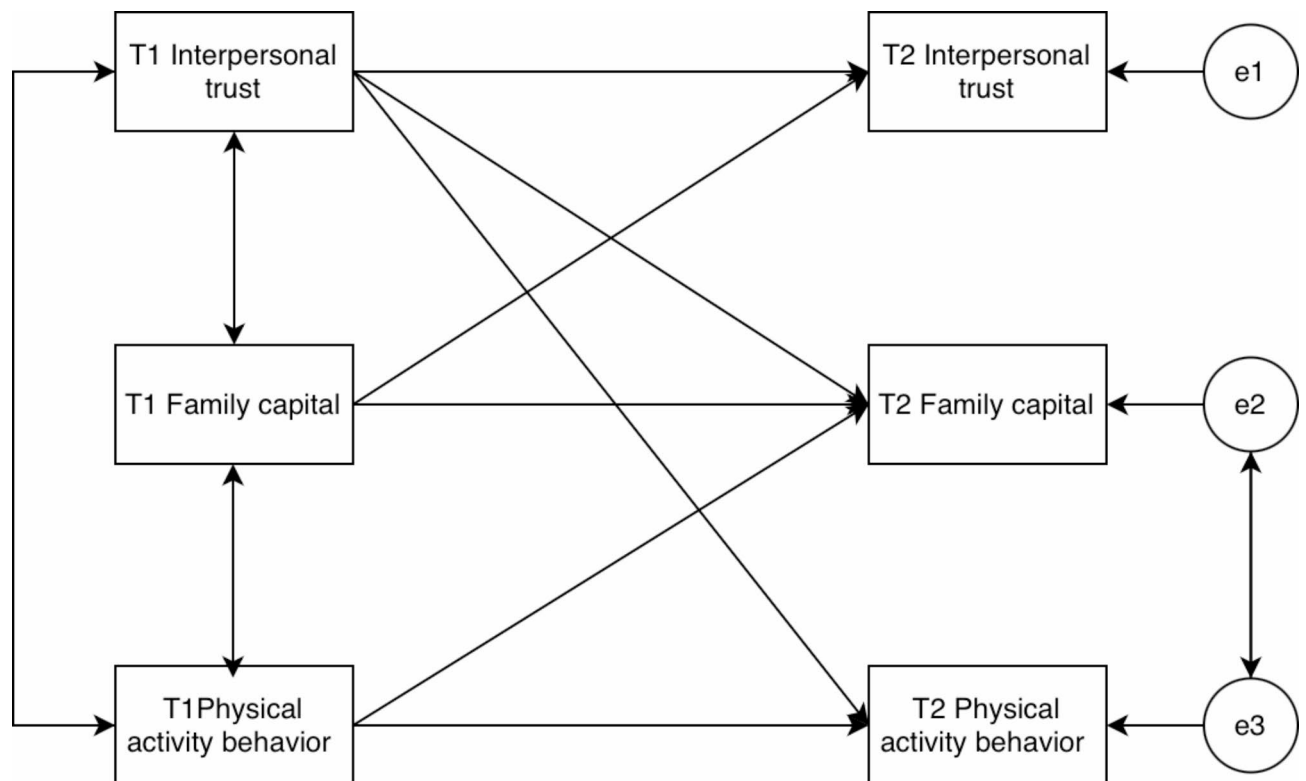 T1 Interpersonal
trust
T2 Interpersonal
trust
e1
T1 Family capital
T2 Family capital
e2
T1Physical
activity behavior
T2 Physical
activity behavior
e3